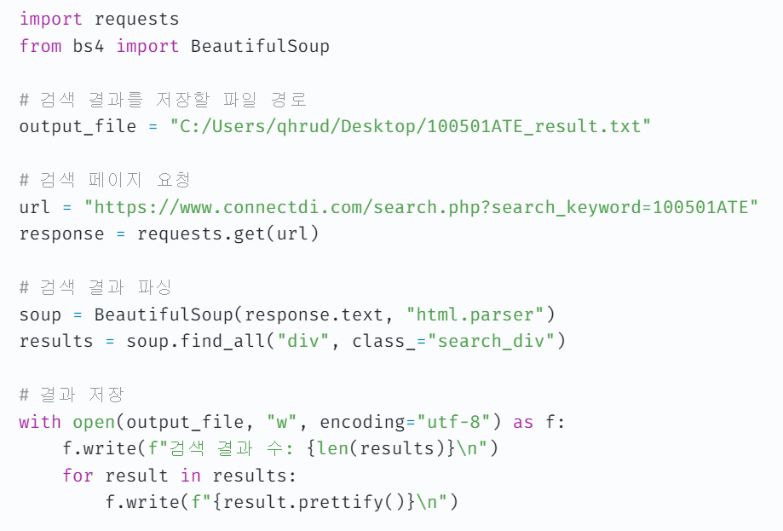 import requests
from bs4 import BeautifulSoup
# 검색 결과를 저장할 파일 경로
output_file = "C:/Users/qhrud/Desktop/100501ATE_result.txt"
# 검색 페이지 요청
url = "https://www.connectdi.com/search.php?search_keyword=100501ATE"
response = requests.get(url)
# 검색 결과 파싱
soup = BeautifulSoup(response.text, "html.parser")
results = soup.find_all("div", class_="search_div")
# 결과 저장
with open(output_file, "w", encoding="utf-8") as f:
    f.write(f"검색 결과 수: {len(results)}\n")
    for result in results:
        f.write(f"{result.prettify()}\n")